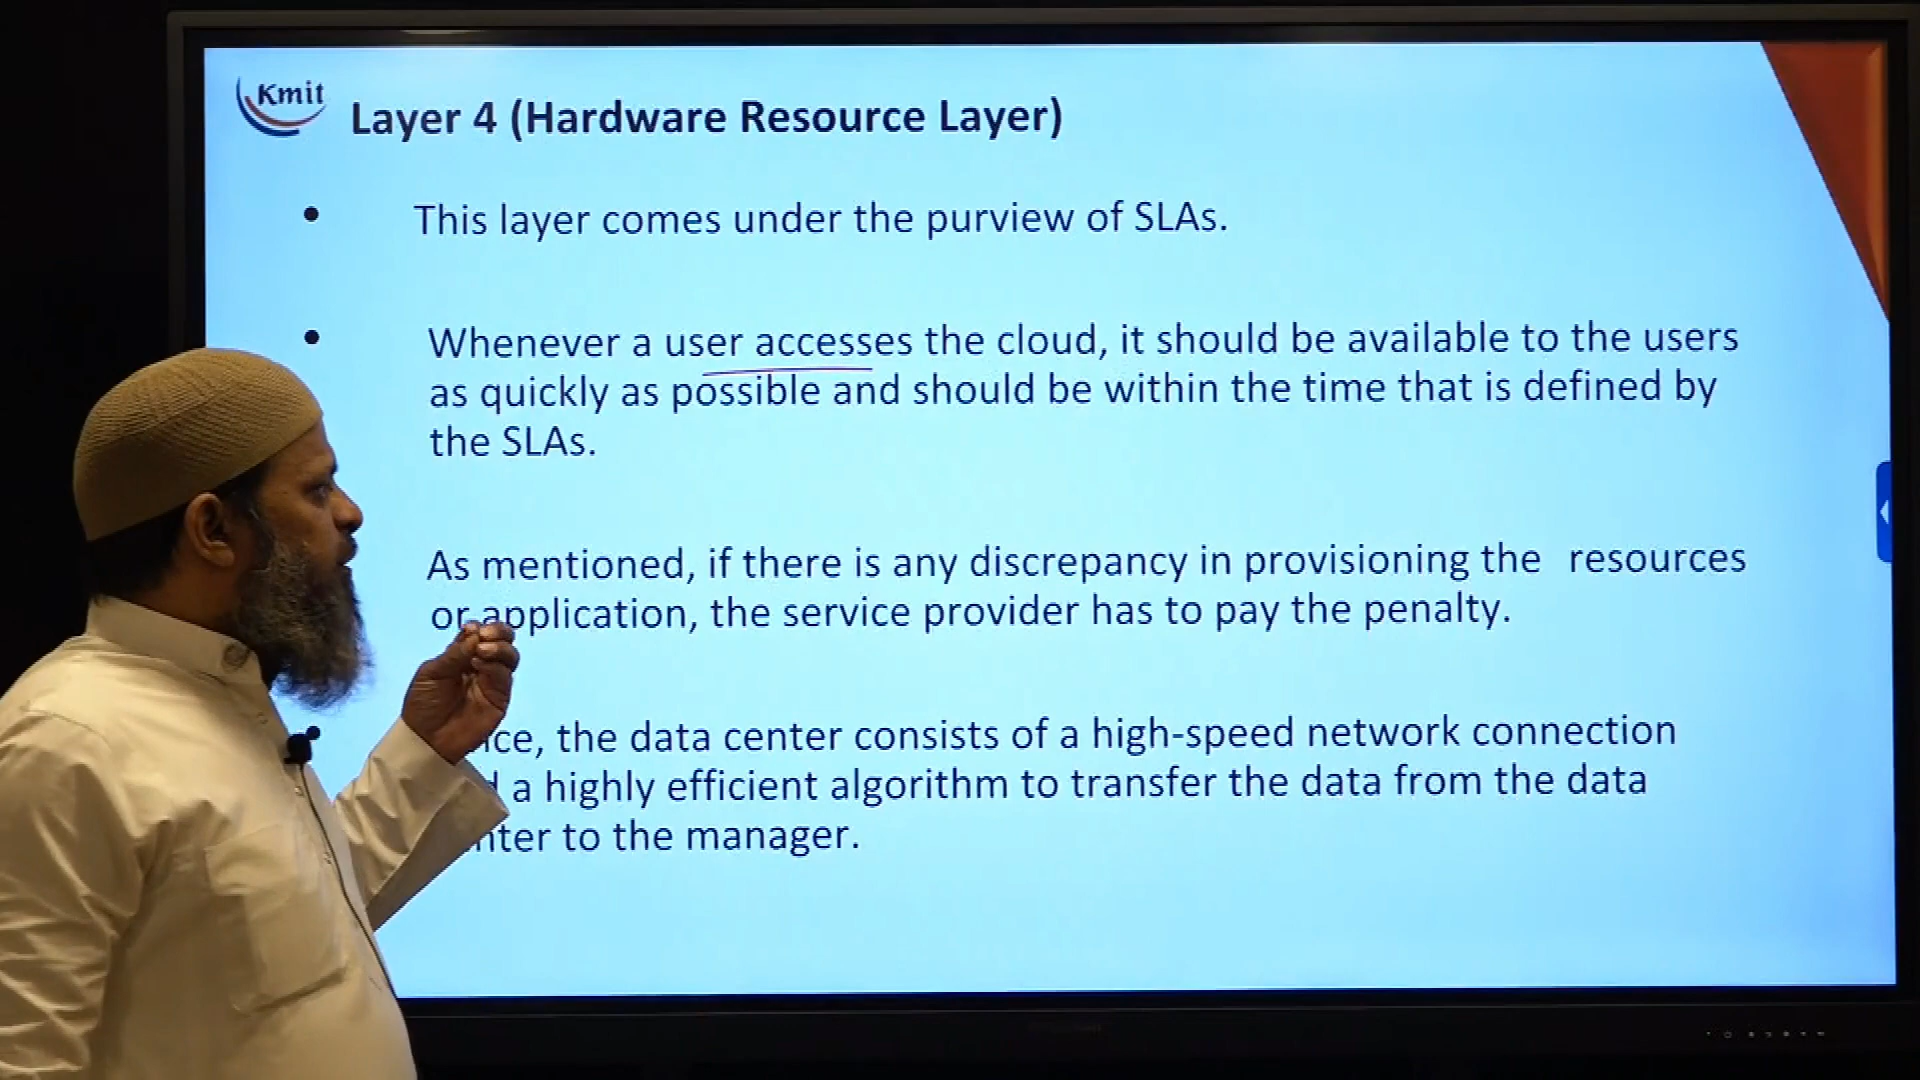 Kmit
Layer 4 (Hardware Resource Layer)
• This layer comes under the purview of SLAs.
• Whenever a user accesses the cloud, it should be available to the users
as quickly as possible and should be within the time that is defined by
the SLAs.
As mentioned, if there is any discrepancy in provisioning the resources
or application, the service provider has to pay the penalty.
• the data center consists of a high-speed network connection
a highly efficient algorithm to transfer the data from the data
to the manager.